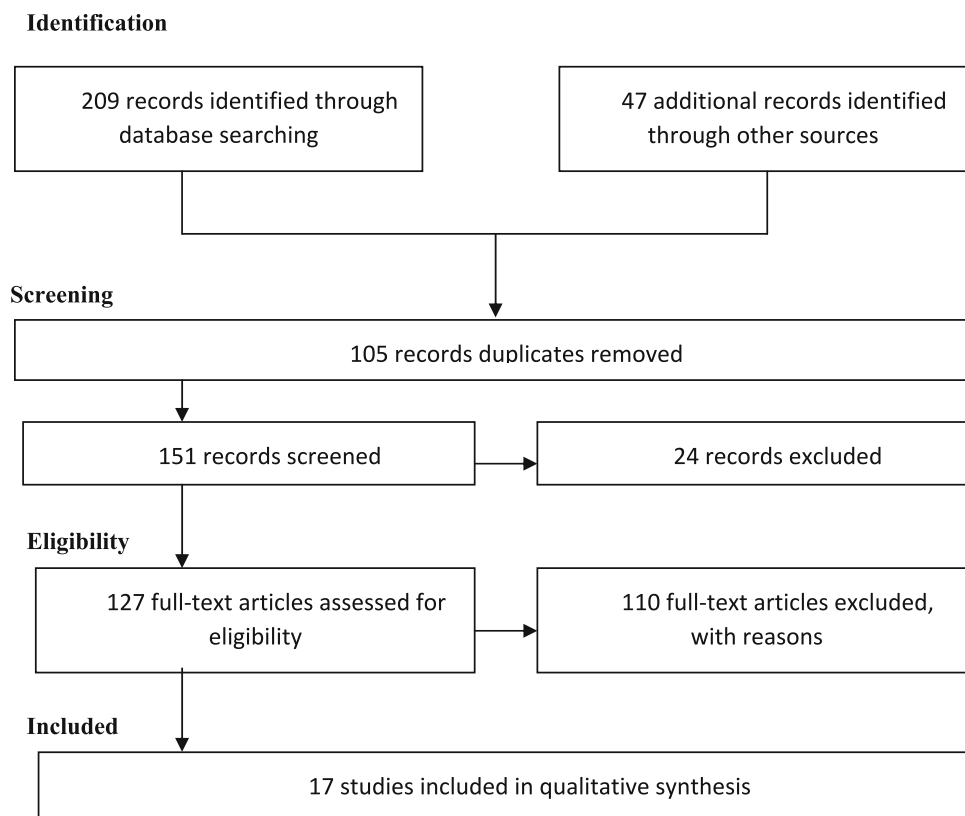 Identification
209 records identified through
database searching
47 additional records identified
through other sources
Screening
105 records duplicates removed
151 records screened
24 records excluded
Eligibility
127 full-text articles assessed for
eligibility
110 full-text articles excluded,
with reasons
Included
17 studies included in qualitative synthesis